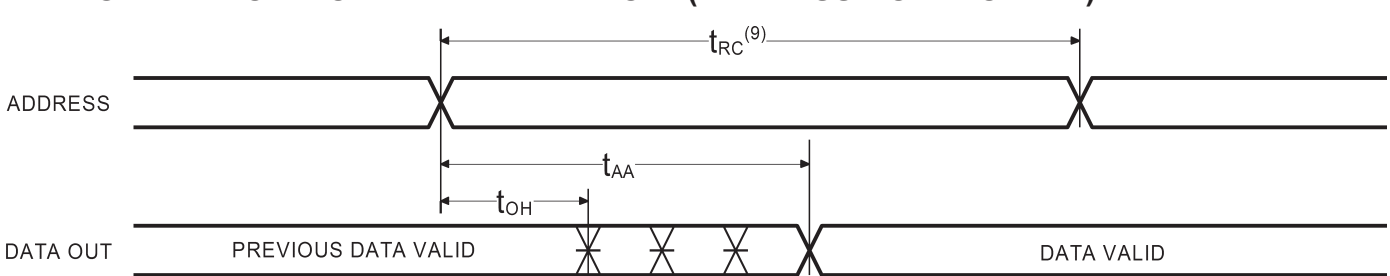 tRC(9)
ADDRESS
tAA
tOH
DATA OUT
PREVIOUS DATA VALID
DATA VALID